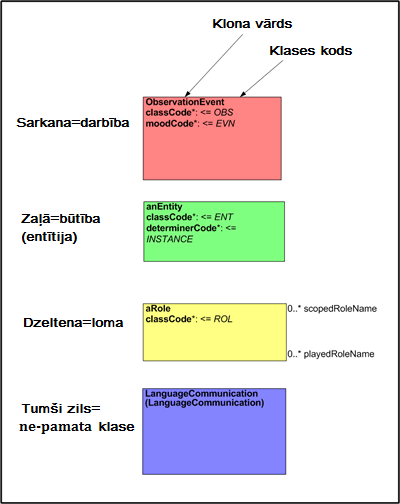 Klona vārds
Klases kods
Sarkana=darbība
ObservationEvent
classCode*: <= OBS
moodCode*: <= EVN
Zaļā=būtība
(entītija)
anEntity
classCode*: <= ENT
determinerCode*: <=
INSTANCE
Dzeltena=loma
aRole
classCode*: <= ROL
0..* scopedRoleName
0..* playedRoleName
Tumši zils=
ne-pamata klase
LanguageCommunication
(LanguageCommunication)